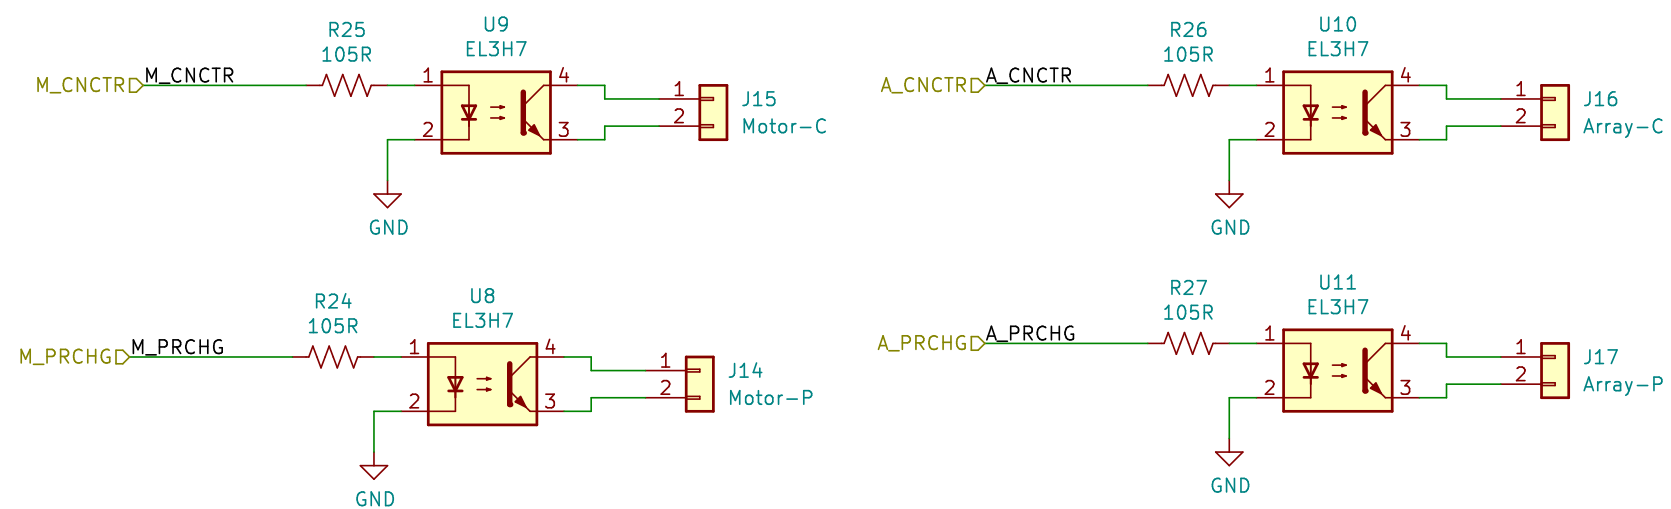 R25
105R
U9
EL3H7
M_CNCTR
M_CNCTR
1
2
4
3
1
2
J15
Motor-C
GND
R26
105R
U10
EL3H7
A_CNCTR
A_CNCTR
1
2
4
3
1
2
J16
Array-C
GND
R24
105R
U8
EL3H7
M_PRCHG
M_PRCHG
1
2
4
3
1
2
J14
Motor-P
GND
R27
105R
U11
EL3H7
A_PRCHG
A_PRCHG
1
2
4
3
1
2
J17
Array-P
GND